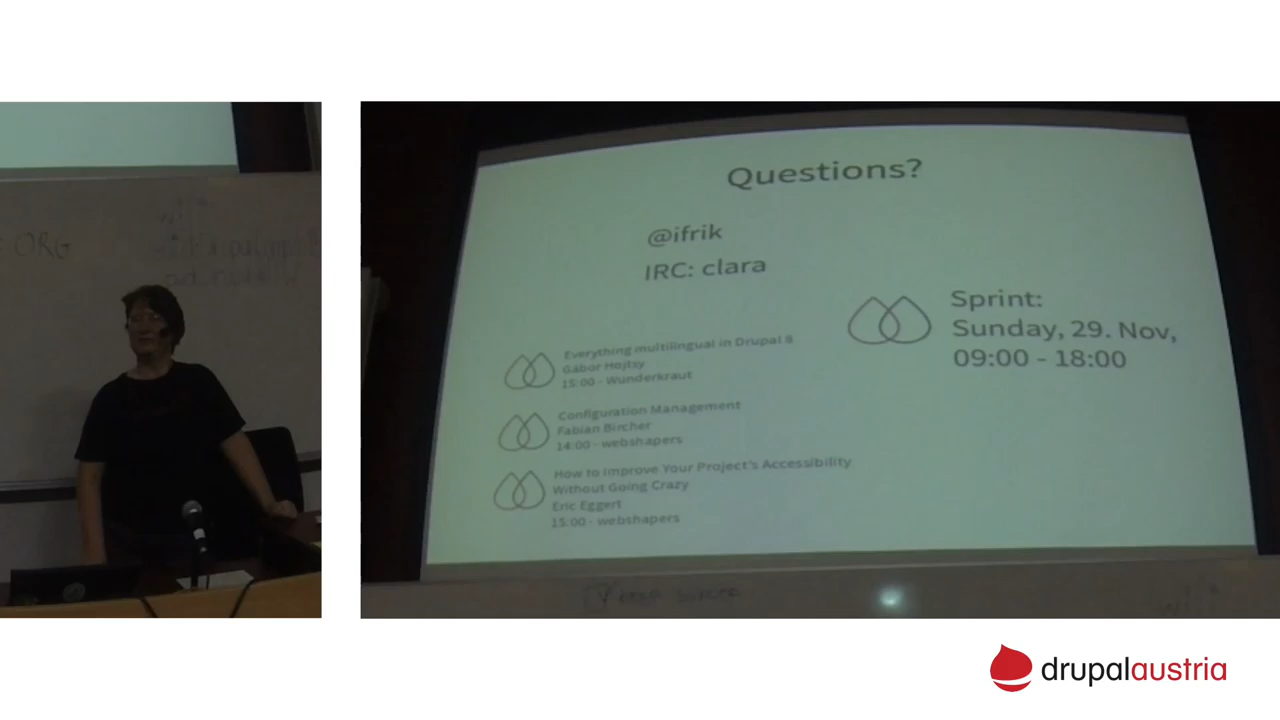 Questions?
@ifrik
IRC: clara
Sprint:
Sunday, 29. Nov,
09:00 - 18:00
Everything multilingual in Drupal 8
Gábor Hojtsy
15:00 - Wunderkraut
Configuration Management
Fabian Bircher
14:00 - webshapers
How to Improve Your Project's Accessibility
Without Going Crazy
Eric Eggert
15:00 - webshapers
ORG
wifi
drupalaustria